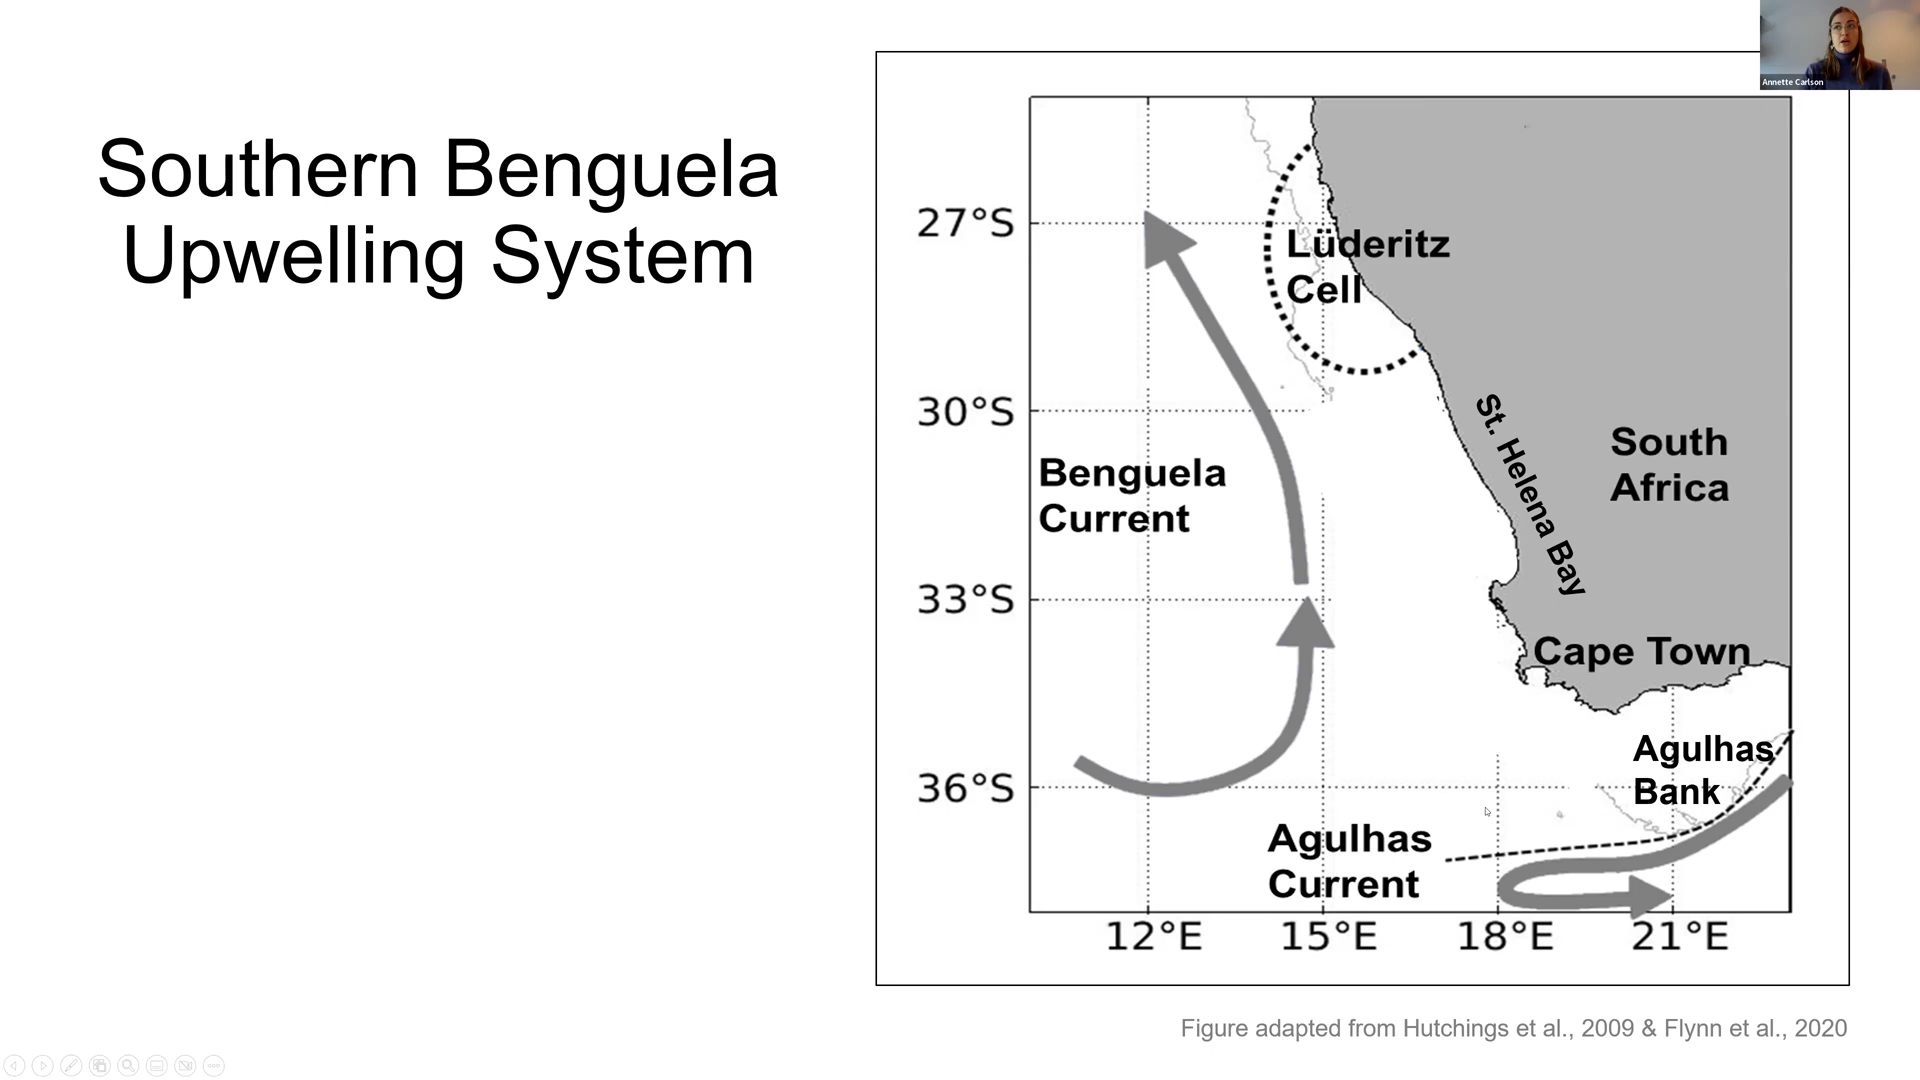 Southern Benguela
Upwelling System
Annette Carlson
27°S
30°S
33°S
36°S
12°E
15°E
18°E
21°E
Lüderitz
Cell
Benguela
Current
St. Helena Bay
South
Africa
Cape Town
Agulhas
Bank
Agulhas
Current
Figure adapted from Hutchings et al., 2009 & Flynn et al., 2020